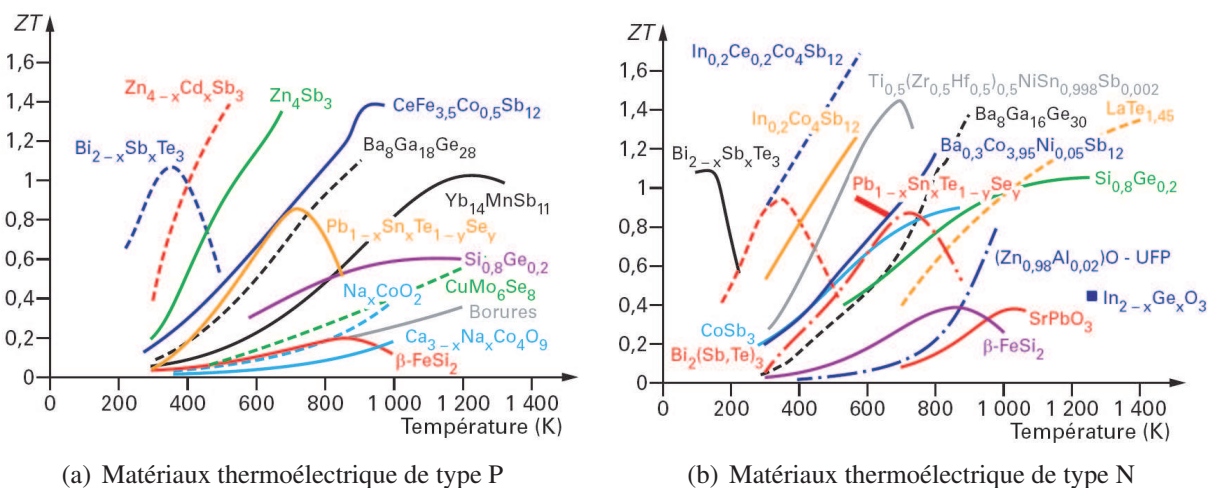 ZT
1,6
1,4
1,2
1
0,8
0,6
0,4
0,2
0
0 200 400 600 800 1 000 1 200 1 400
Température (K)
Zn4 – xCdxSb3
Zn4Sb3
CeFe3,5Co0,5Sb12
Bi2–xSbxTe3
Ba8Ga18Ge28
Yb14MnSb11
Pb1–xSnxTe1–ySey
Si0,8Ge0,2
NaxCoO2
CuMo6Se8
Borures
Ca3–xNaxCo4O9
β-FeSi2
(a) Matériaux thermoélectrique de type P
ZT
1,6
1,4
1,2
1
0,8
0,6
0,4
0,2
0
0 200 400 600 800 1 000 1 200 1 400
Température (K)
In0,2Ce0,2Co4Sb12
Ti0,5(Zr0,5Hf0,5)0,5NiSn0,998Sb0,002
In0,2Co4Sb12
Ba8Ga16Ge30
LaTe1,45
Bi2–xSbxTe3
Ba0,3Co3,95Ni0,05Sb12
Pb1–xSnxTe1–ySey
Si0,8Ge0,2
(Zn0,98Al0,02)O - UFP
In2–xGexO3
CoSb3
SrPbO3
Bi2(Sb,Te)3
β-FeSi2
(b) Matériaux thermoélectrique de type N